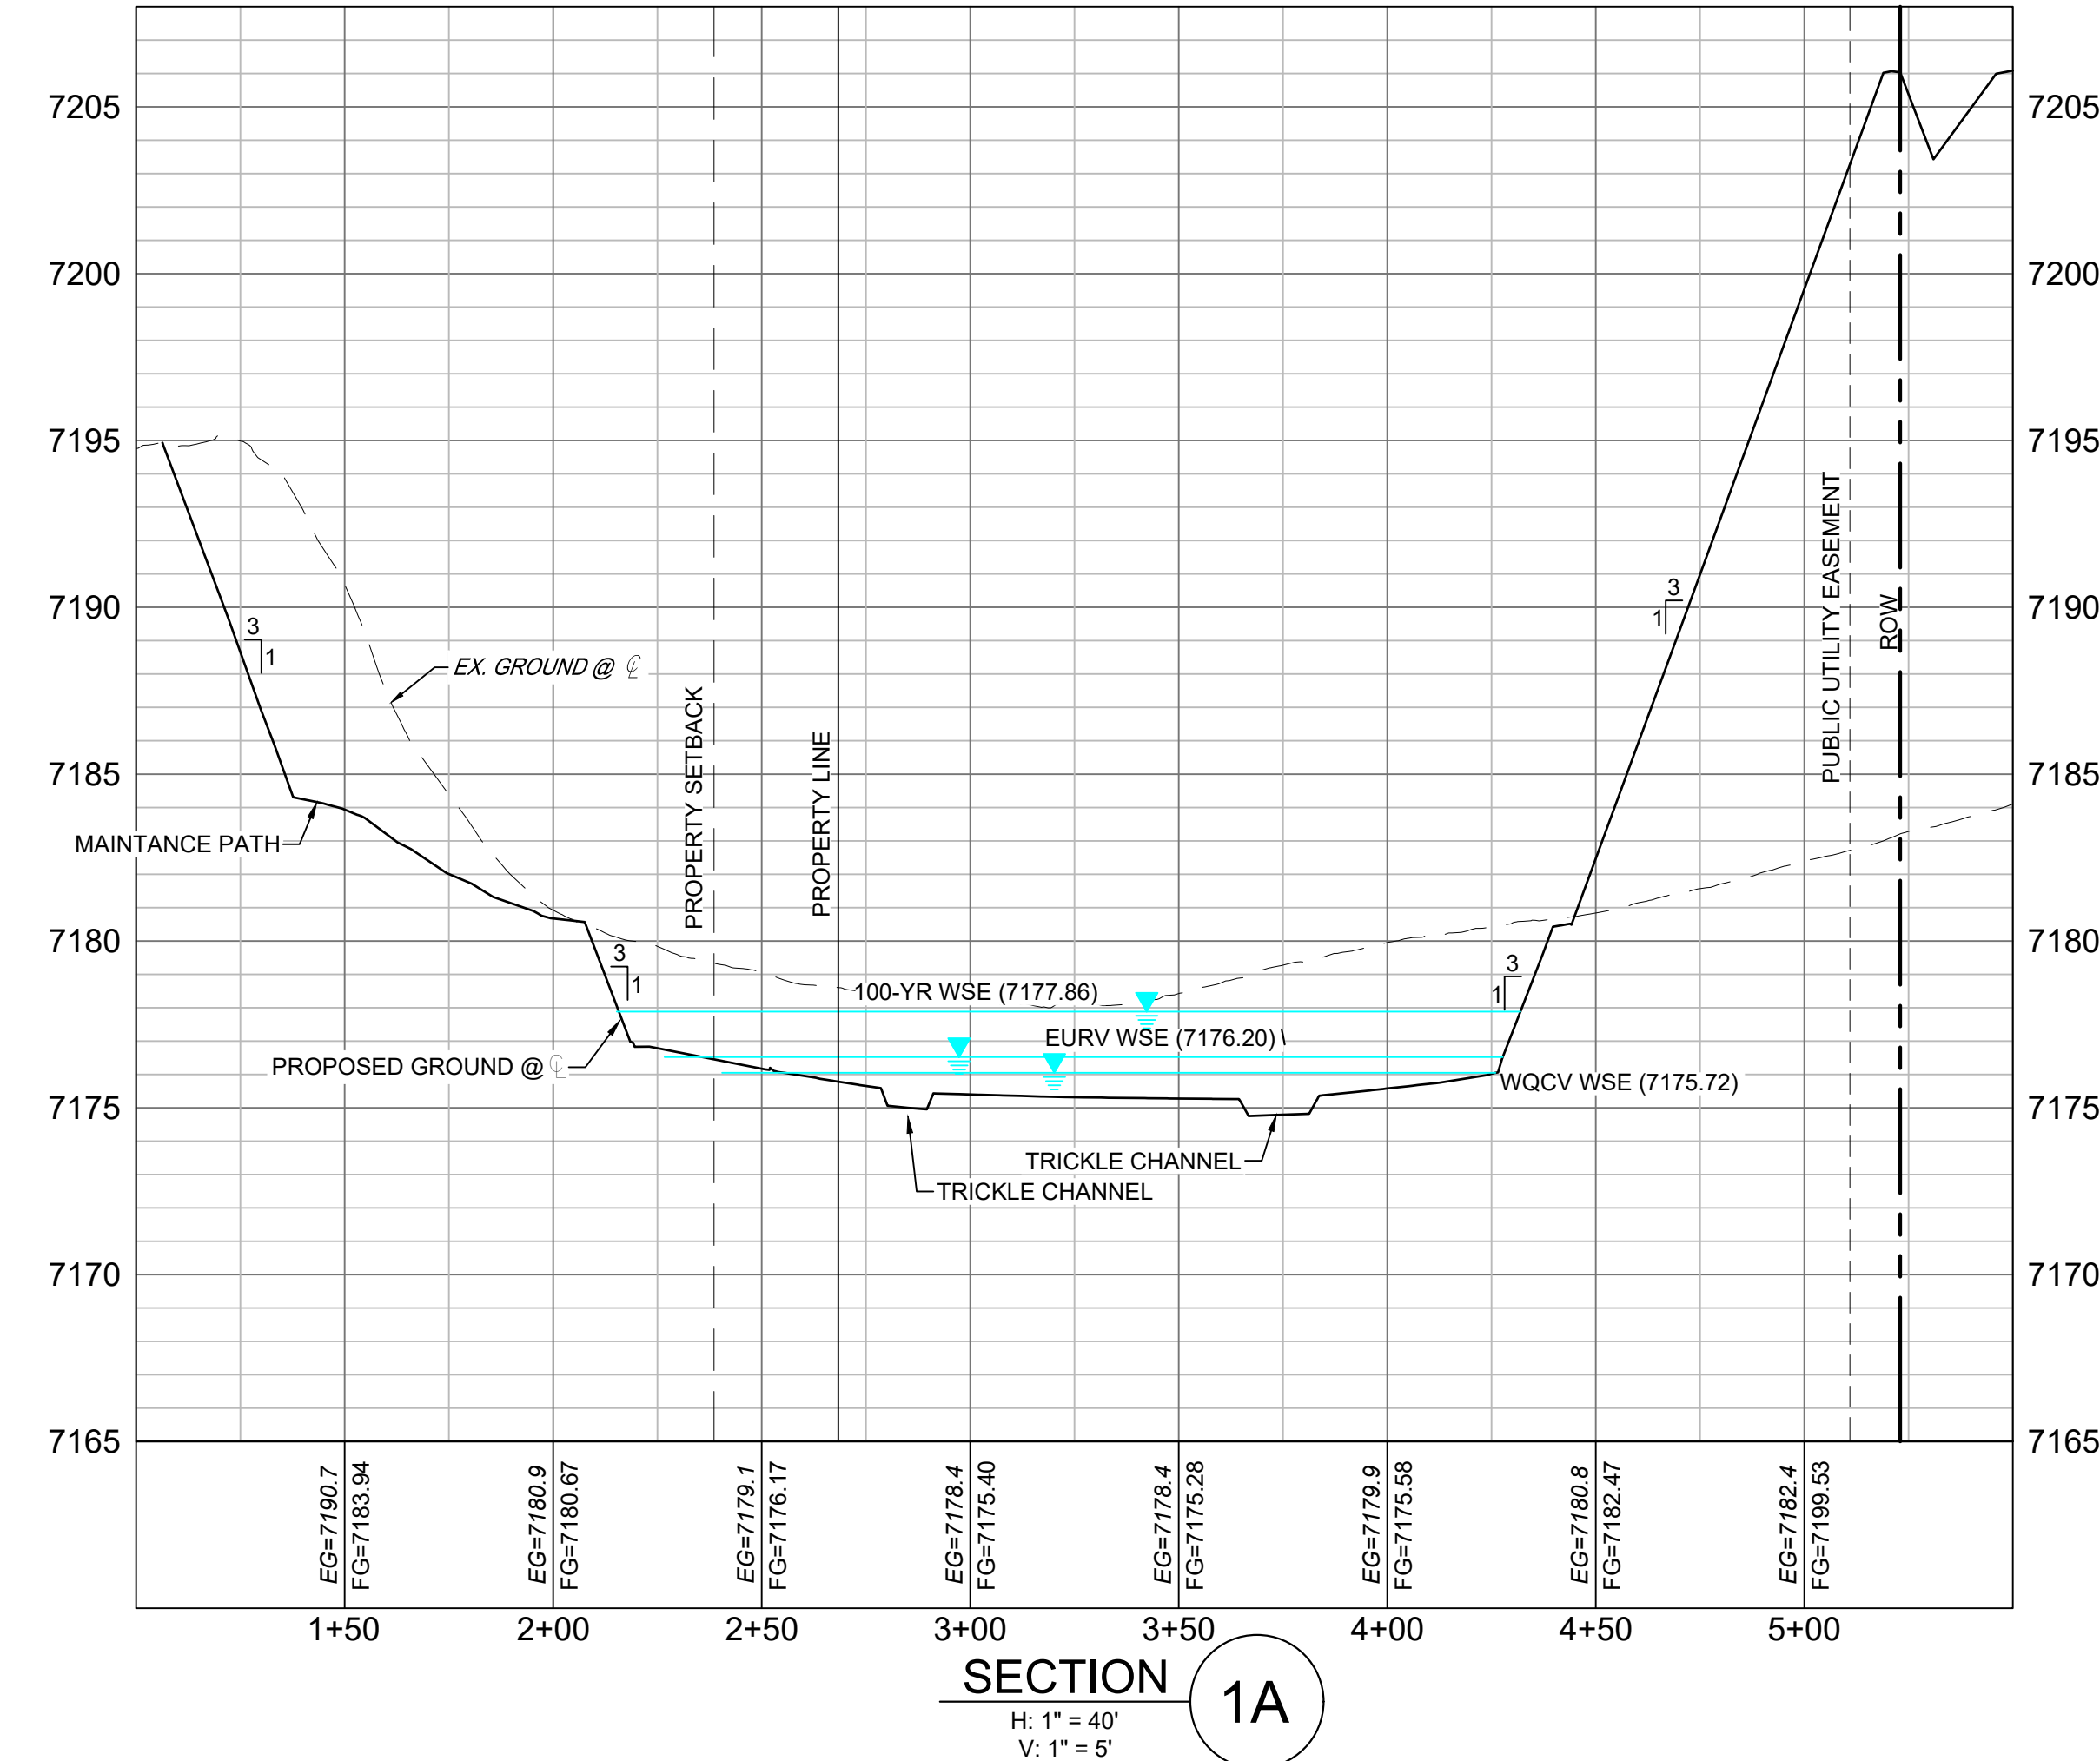 7205
7205
7200
7200
7195
7195
7190
7190
7185
7185
7180
7180
7175
7175
7170
7170
7165
7165
3
1
3
1
3
1
3
1
EX. GROUND @ ℄
MAINTANCE PATH
PROPERTY SETBACK
PROPERTY LINE
PUBLIC UTILITY EASEMENT
ROW
100-YR WSE (7177.86)
EURV WSE (7176.20)
PROPOSED GROUND @ ℄
WQCV WSE (7175.72)
TRICKLE CHANNEL
TRICKLE CHANNEL
EG=7190.7
FG=7183.94
EG=7180.9
FG=7180.67
EG=7179.1
FG=7176.17
EG=7178.4
FG=7175.40
EG=7178.4
FG=7175.28
EG=7179.9
FG=7175.58
EG=7180.8
FG=7182.47
EG=7182.4
FG=7199.53
1+50
2+00
2+50
3+00
3+50
4+00
4+50
5+00
SECTION
1A
H: 1" = 40'
V: 1" = 5'